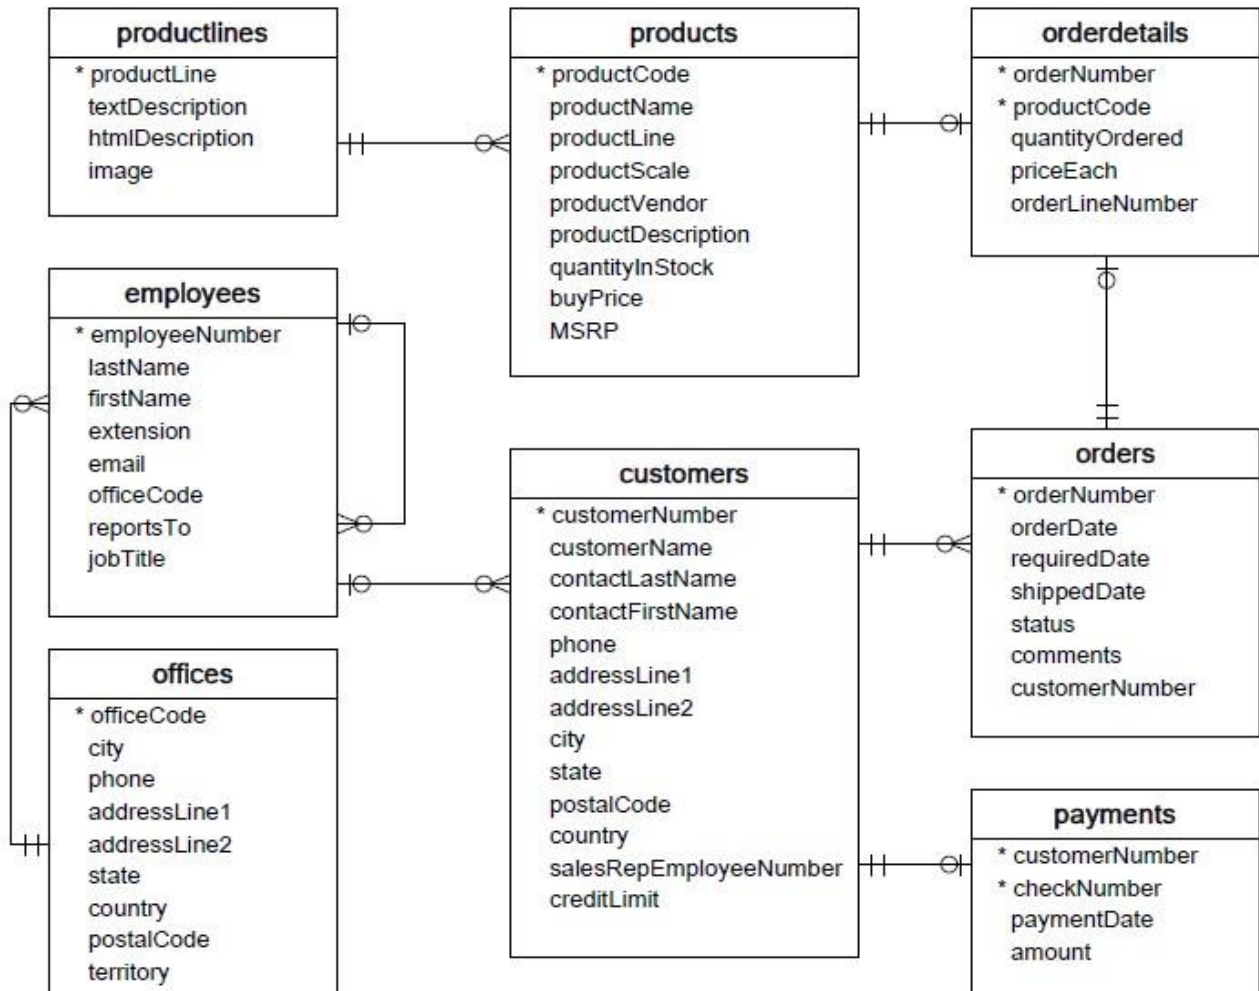 productlines
* productLine
textDescription
htmlDescription
image
products
* productCode
productName
productLine
productScale
productVendor
productDescription
quantityInStock
buyPrice
MSRP
orderdetails
* orderNumber
* productCode
quantityOrdered
priceEach
orderLineNumber
employees
* employeeNumber
lastName
firstName
extension
email
officeCode
reportsTo
jobTitle
customers
* customerNumber
customerName
contactLastName
contactFirstName
phone
addressLine1
addressLine2
city
state
postalCode
country
salesRepEmployeeNumber
creditLimit
orders
* orderNumber
orderDate
requiredDate
shippedDate
status
comments
customerNumber
offices
* officeCode
city
phone
addressLine1
addressLine2
state
country
postalCode
territory
payments
* customerNumber
* checkNumber
paymentDate
amount